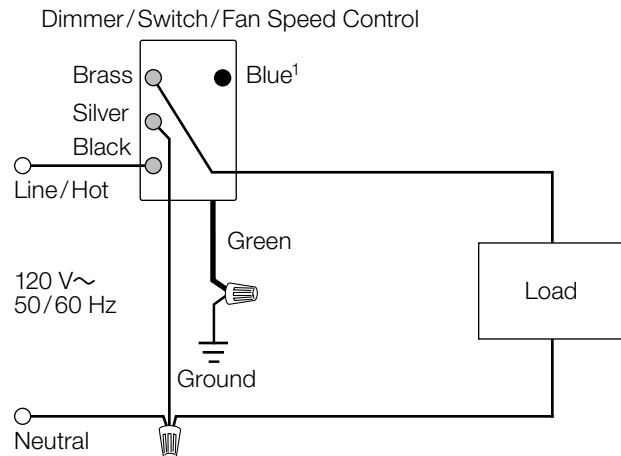 Dimmer/Switch/Fan Speed Control
Brass
Blue¹
Silver
Black
Line/Hot
Green
120 V~
50/60 Hz
Load
Ground
Neutral